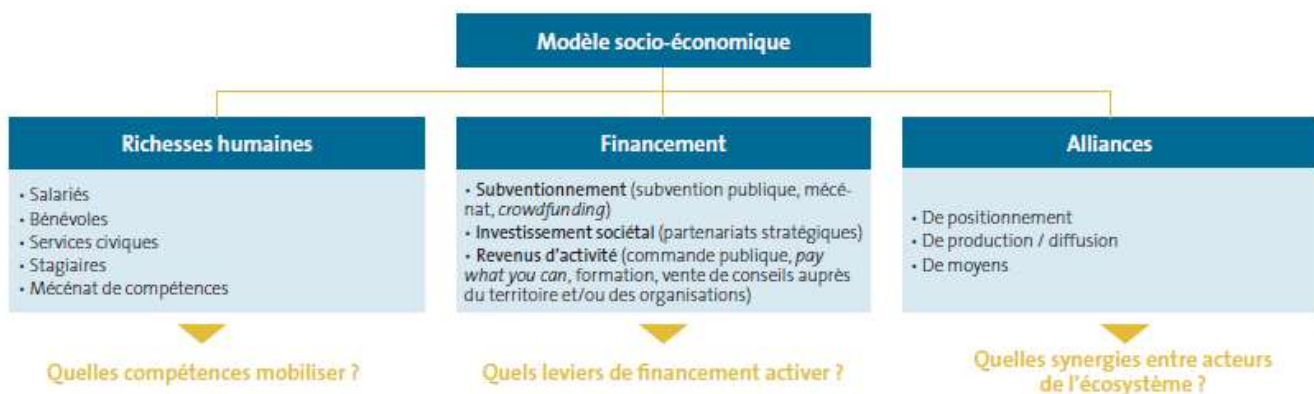 Modèle socio-économique
Richesses humaines
• Salariés
• Bénévoles
• Services civiques
• Stagiaires
• Mécénat de compétences
Quelles compétences mobiliser ?
Financement
• Subventionnement (subvention publique, mécé-
nat, crowdfunding)
• Investissement sociétal (partenariats stratégiques)
• Revenus d'activité (commande publique, pay
what you can, formation, vente de conseils auprès
du territoire et/ou des organisations)
Quels leviers de financement activer ?
Alliances
• De positionnement
• De production / diffusion
• De moyens
Quelles synergies entre acteurs
de l'écosystème ?